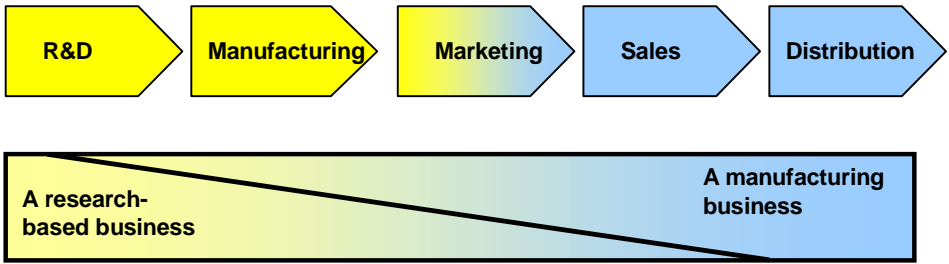 R&D
Manufacturing
Marketing
Sales
Distribution
A research-
based business
A manufacturing
business